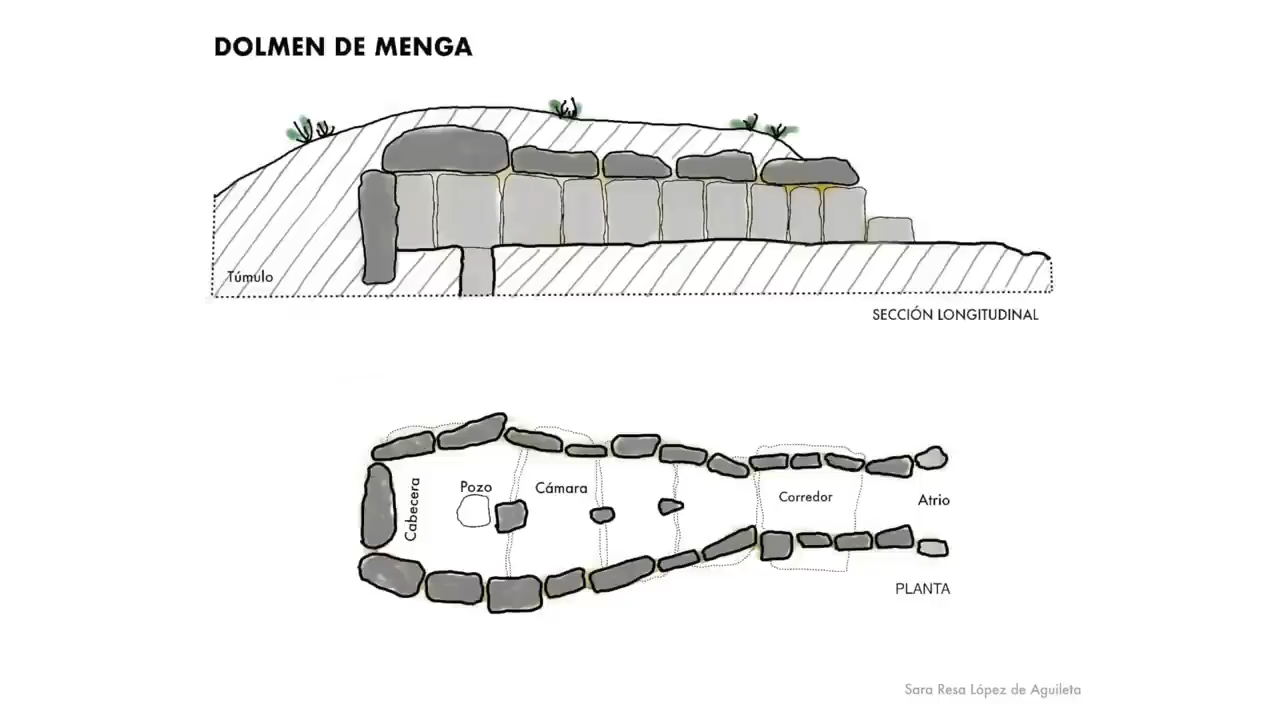 DOLMEN DE MENGA
Túmulo
SECCIÓN LONGITUDINAL
Cabecera
Pozo
Cámara
Corredor
Atrio
PLANTA
Sara Resa López de Aguileta